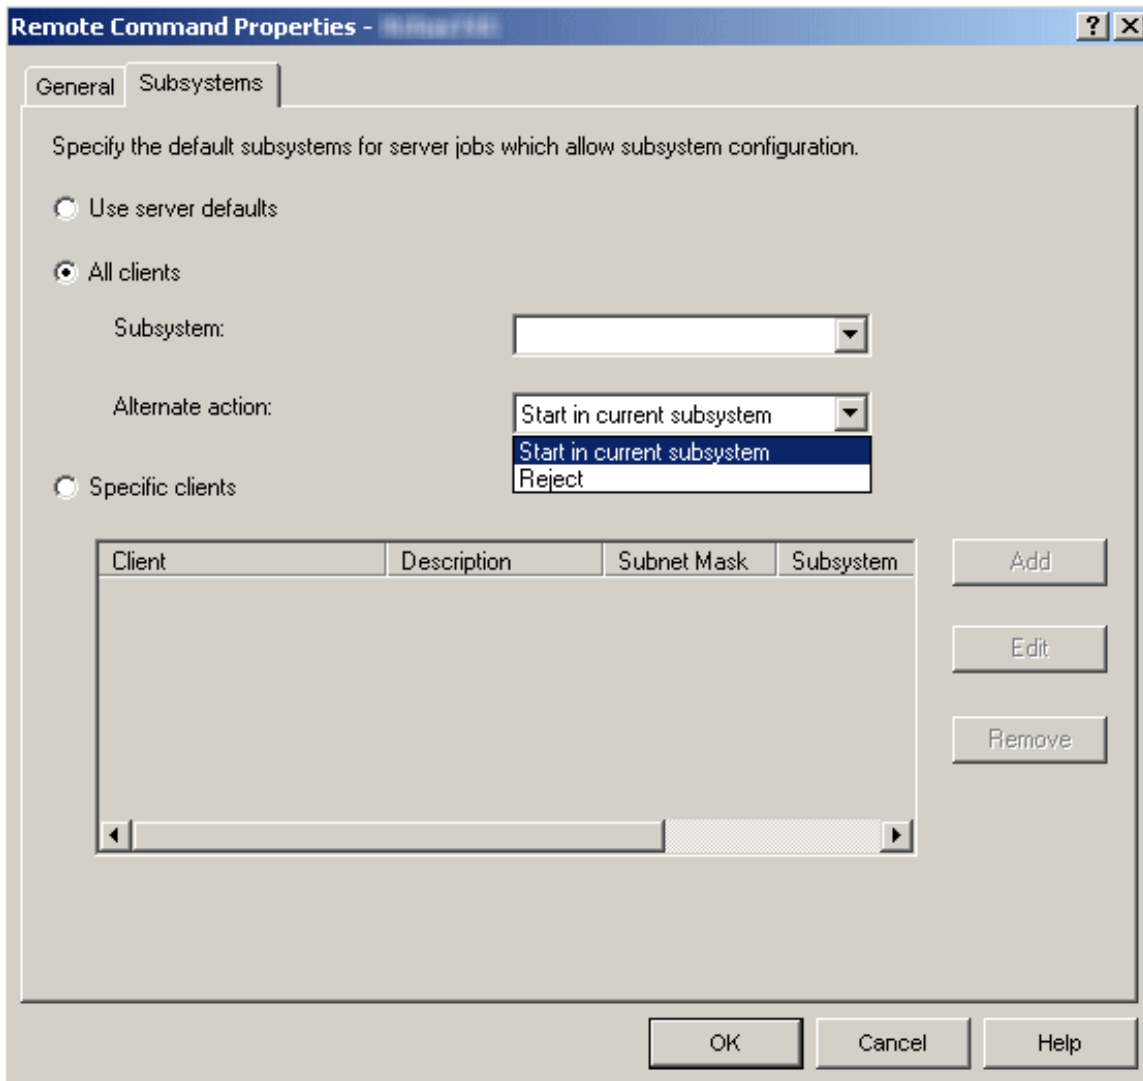 Remote Command Properties -
General Subsystems
Specify the default subsystems for server jobs which allow subsystem configuration.
Use server defaults
All clients
Subsystem:
Alternate action: Start in current subsystem
Start in current subsystem
Reject
Specific clients
Client Description Subnet Mask Subsystem
Add
Edit
Remove
OK Cancel Help